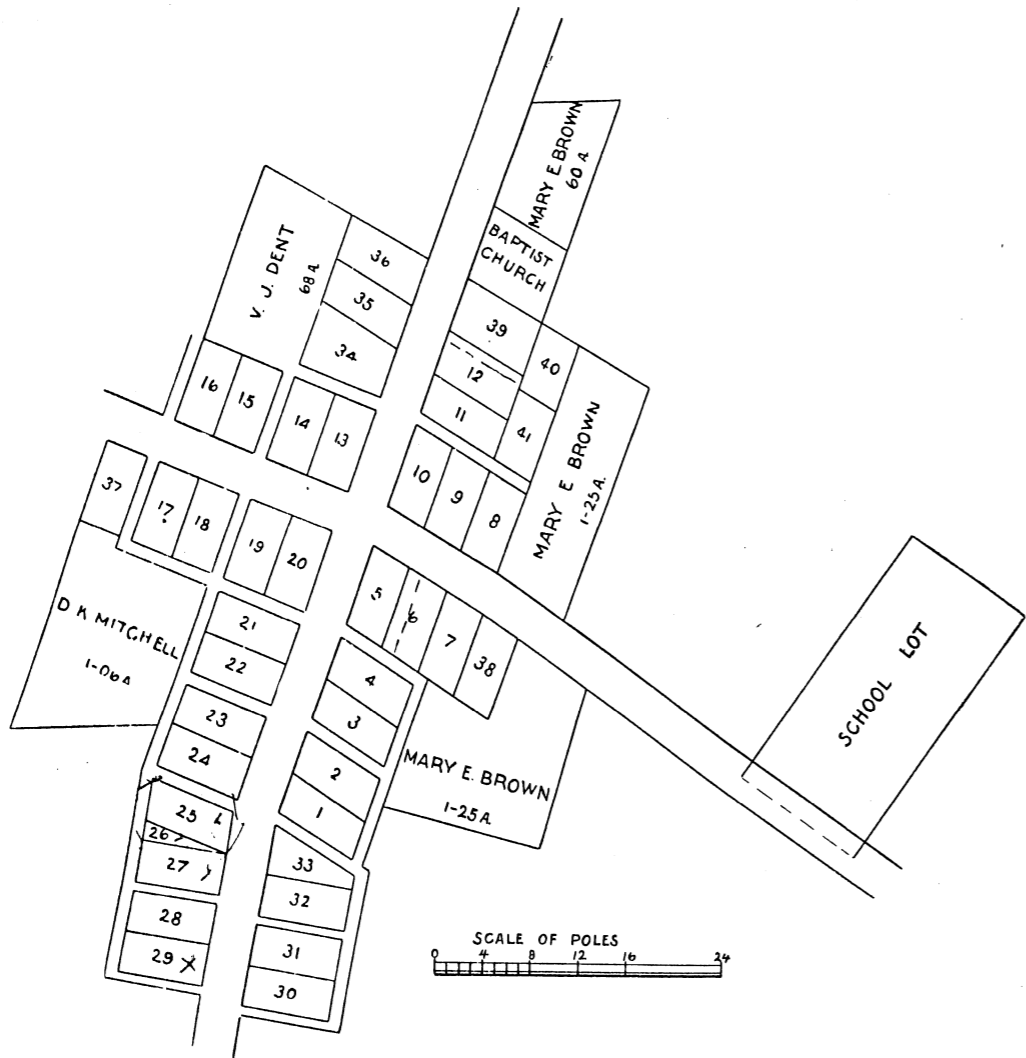 MARY E BROWN
60 A
BAPTIST
CHURCH
V. J. DENT
68 A
36
35
34
39
40
12
11
41
16
15
14
13
10
9
8
MARY E BROWN
1-25 A.
37
17
18
19
20
5
6
7
38
D K MITCHELL
1-06 A
21
22
23
24
4
3
2
1
MARY E. BROWN
1-25 A
SCHOOL LOT
25
26
27
28
29
33
32
31
30
SCALE OF POLES
0 4 8 12 16 24